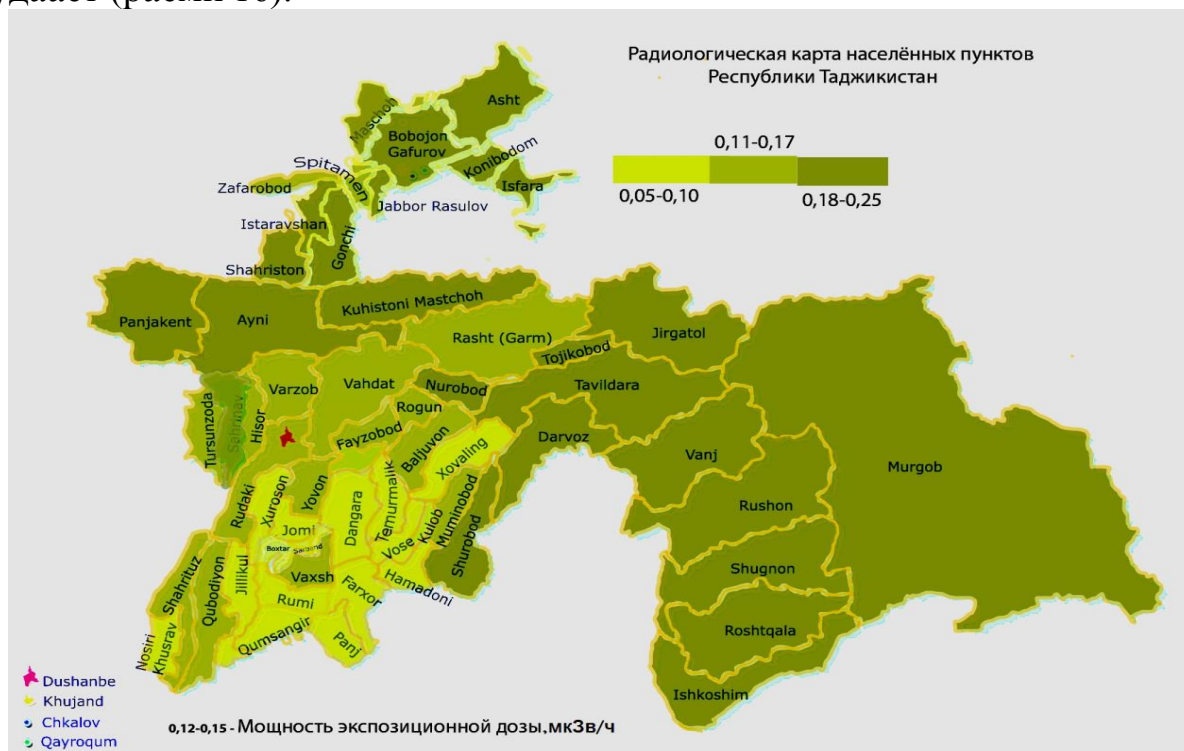 Радиологическая карта населённых пунктов
Республики Таджикистан
0,11-0,17
0,05-0,10
0,18-0,25
Asht
Maschoh
Bobojon
Gafurov
Konibodom
Isfara
Spitamen
Zafarobod
Jabbor Rasulov
Istaravshan
Gonchi
Shahriston
Panjakent
Ayni
Kuhistoni Mastchoh
Rasht (Garm)
Jirgatol
Tojikobod
Tavildara
Varzob
Vahdat
Nurobod
Rogun
Fayzobod
Tursunzoda
Hisor
Darvoz
Baljuvon
Xovaling
Vanj
Murgob
Rudaki
Xuroson
Yovon
Dangara
Temurmalik
Kulob
Muminobod
Rushon
Jomi
Vose
Shurobod
Boxtar
Sarband
Vaxsh
Hamadoni
Shugnon
Shahrituz
Qubodiyon
Jillikul
Rumi
Farxor
Roshtqala
Nosiri
Khusrav
Qumsangir
Panj
Ishkoshim
Dushanbe
Khujand
Chkalov
Qayroqum
0,12-0,15 - Мощность экспозиционной дозы,мкЗв/ч